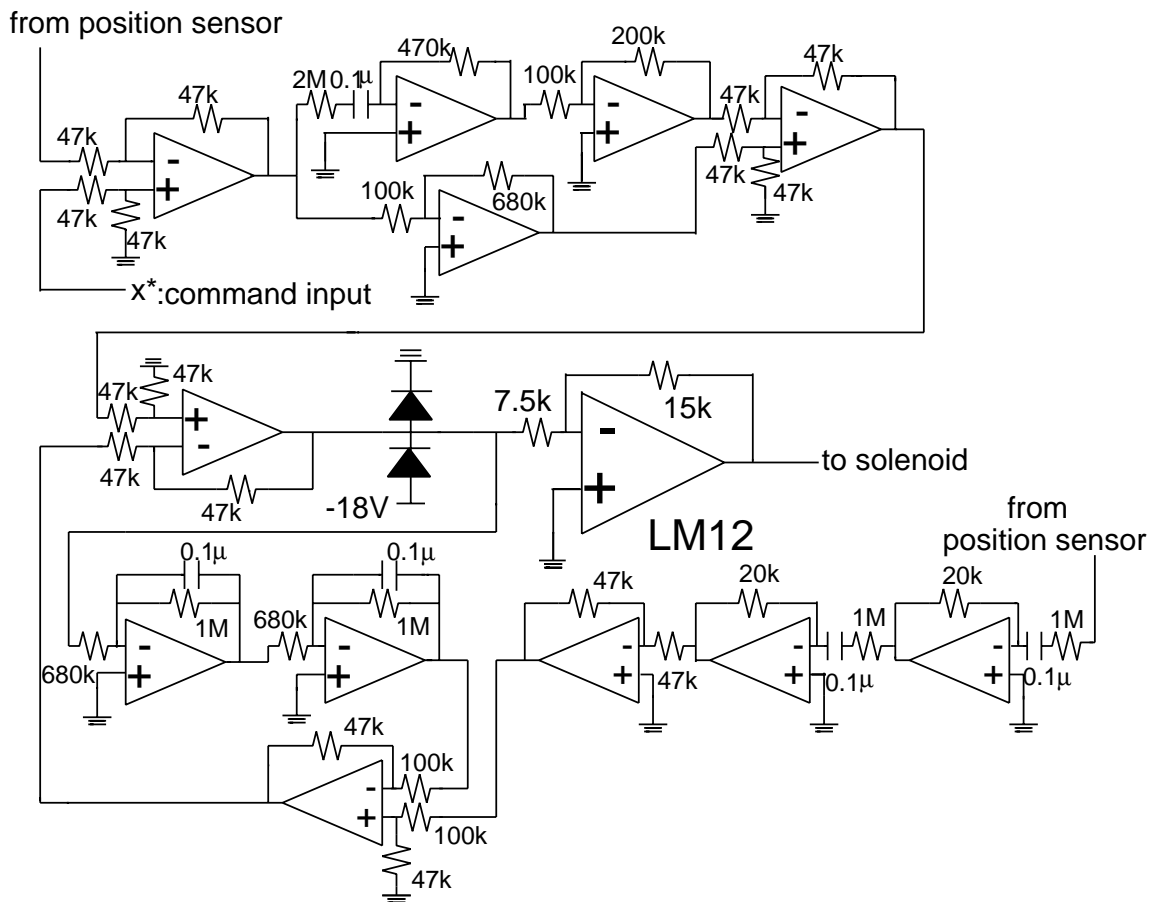 from position sensor
470k
200k
47k
2M 0.1µ
100k
47k
47k
47k
100k
680k
47k
47k
47k
47k
x*:command input
47k
47k
7.5k
15k
47k
47k
-18V
to solenoid
LM12
from
position sensor
0.1µ
0.1µ
1M
680k
1M
680k
47k
20k
20k
47k
1M
1M
0.1µ
0.1µ
47k
100k
100k
47k
-
+
-
+
-
+
-
+
-
+
+
-
-
+
-
+
-
+
-
+
-
+
-
+
-
+